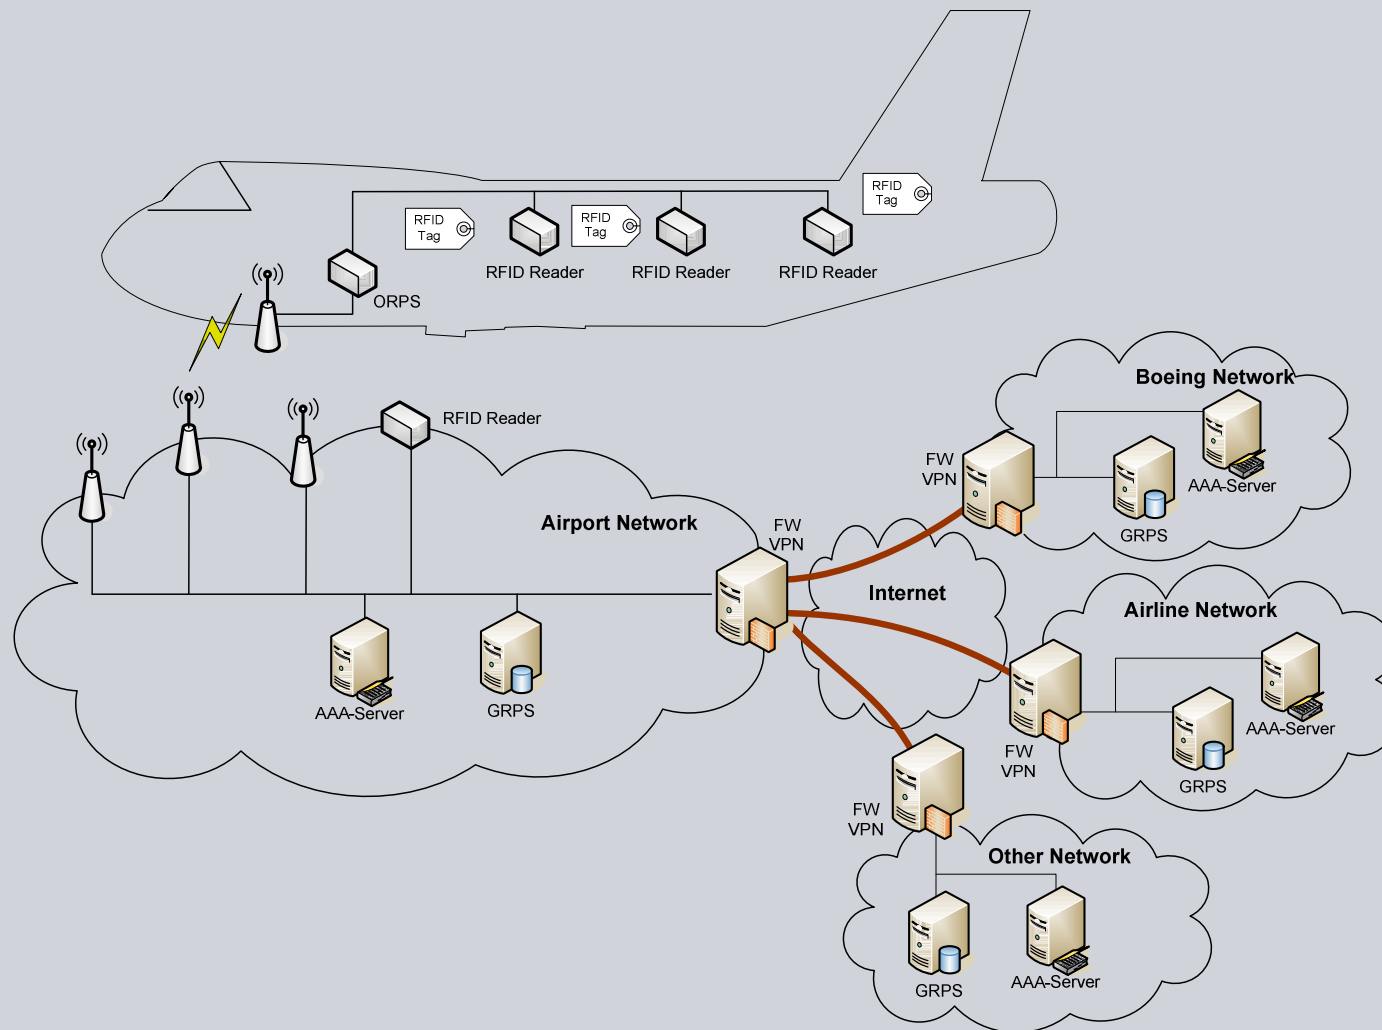 RFID
Tag
RFID
Tag
RFID
Tag
RFID Reader
RFID Reader
RFID Reader
ORPS
RFID Reader
Airport Network
FW
VPN
AAA-Server
GRPS
Internet
Boeing Network
FW
VPN
AAA-Server
GRPS
Airline Network
FW
VPN
AAA-Server
GRPS
FW
VPN
Other Network
GRPS
AAA-Server